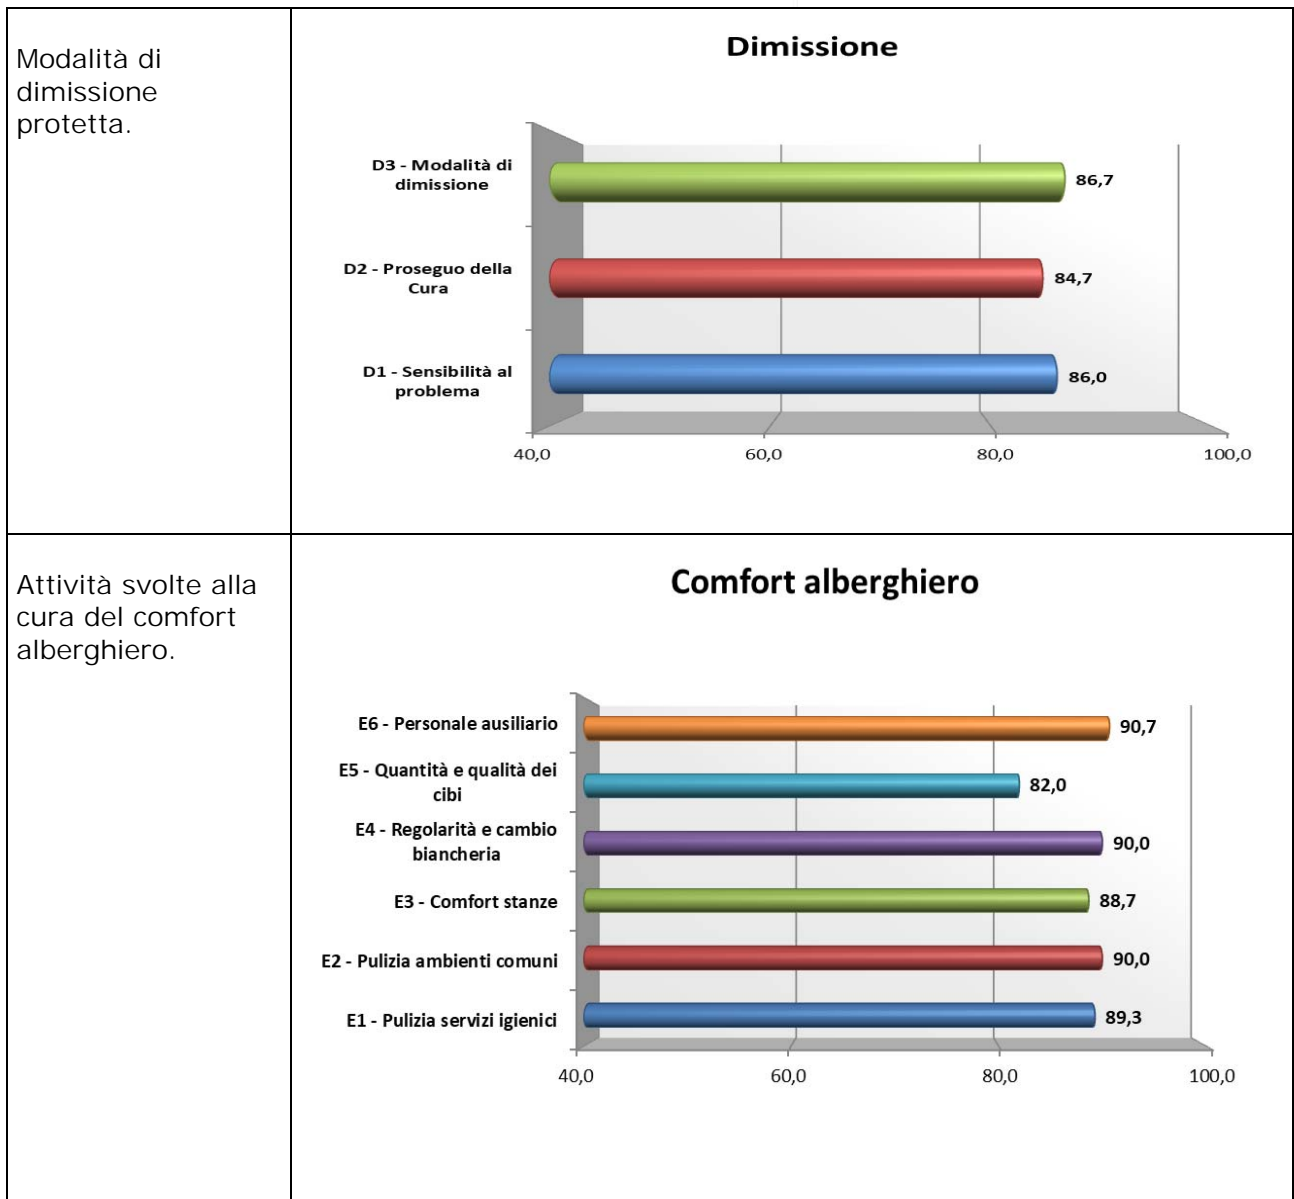 Modalità di
dimissione
protetta.
Dimissione
D3 - Modalità di
dimissione
86,7
D2 - Proseguo della
Cura
84,7
D1 - Sensibilità al
problema
86,0
40,0 60,0 80,0 100,0
Attività svolte alla
cura del comfort
alberghiero.
Comfort alberghiero
E6 - Personale ausiliario
90,7
E5 - Quantità e qualità dei
cibi
82,0
E4 - Regolarità e cambio
biancheria
90,0
E3 - Comfort stanze
88,7
E2 - Pulizia ambienti comuni
90,0
E1 - Pulizia servizi igienici
89,3
40,0 60,0 80,0 100,0